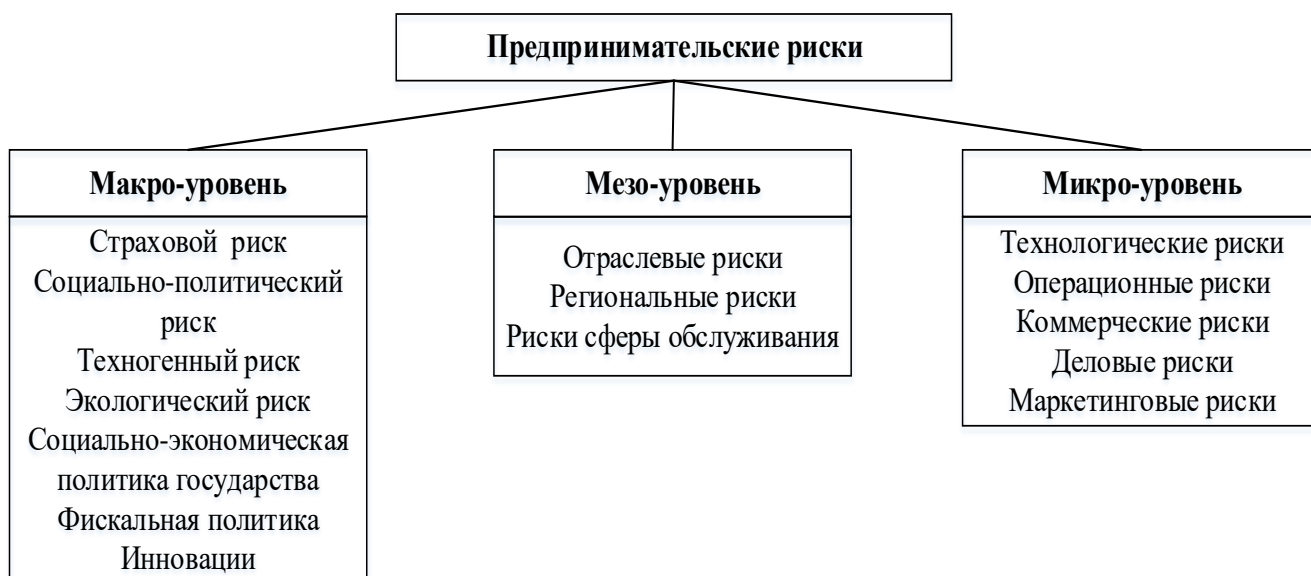 Предпринимательские риски
Макро-уровень
Страховой риск
Социально-политический
риск
Техногенный риск
Экологический риск
Социально-экономическая
политика государства
Фискальная политика
Инновации
Мезо-уровень
Отраслевые риски
Региональные риски
Риски сферы обслуживания
Микро-уровень
Технологические риски
Операционные риски
Коммерческие риски
Деловые риски
Маркетинговые риски